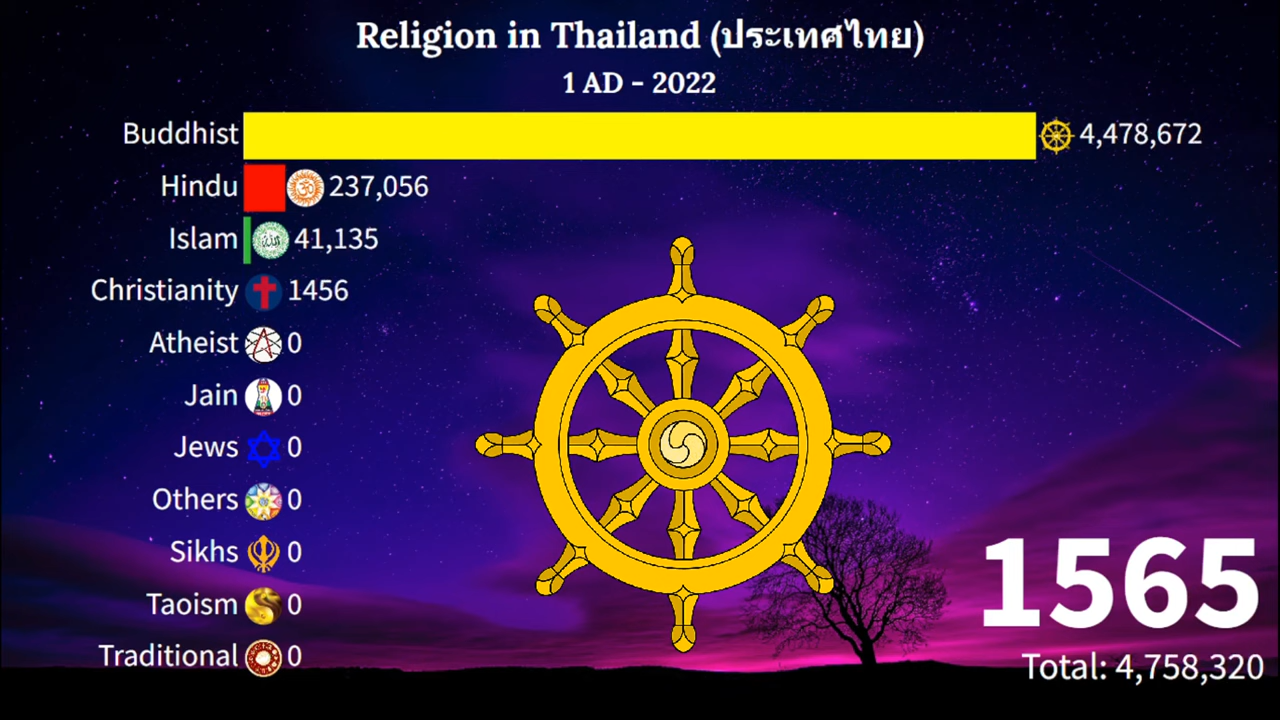 Religion in Thailand (ประเทศไทย)
1 AD - 2022
Buddhist 4,478,672
Hindu 237,056
Islam 41,135
Christianity 1456
Atheist 0
Jain 0
Jews 0
Others 0
Sikhs 0
Taoism 0
Traditional 0
1565
Total: 4,758,320